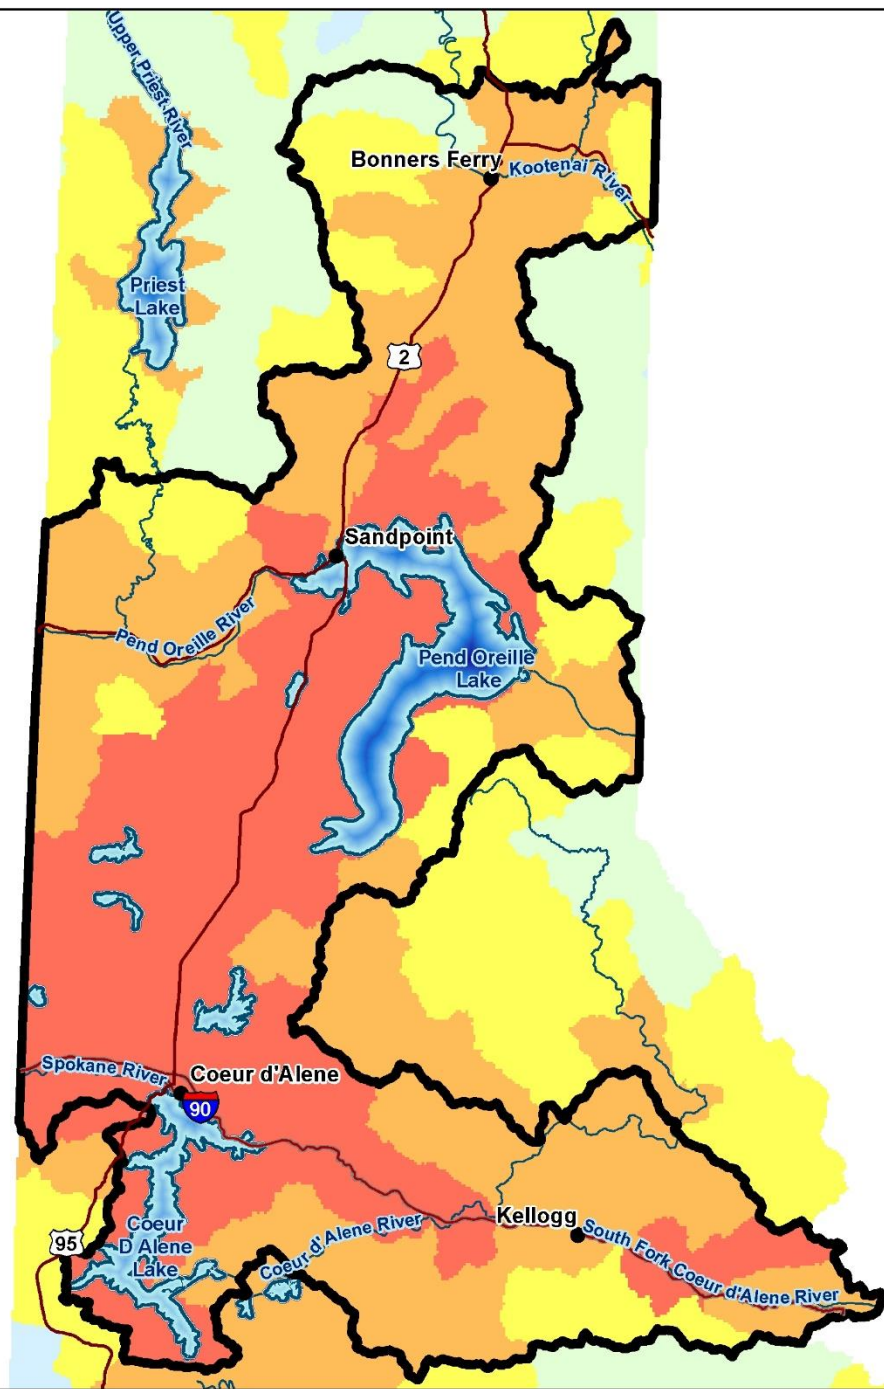 Upper Priest River
Bonners Ferry
Kootenai River
Priest
Lake
2
Sandpoint
Pend Oreille River
Pend Oreille
Lake
Spokane River
Coeur d'Alene
90
Kellogg
95
Coeur
D Alene
Lake
Coeur d'Alene River
South Fork Coeur d'Alene River